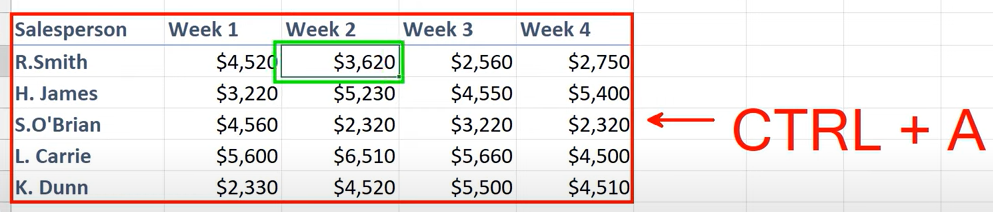 Salesperson Week 1 Week 2 Week 3 Week 4
R.Smith $4,520 $3,620 $2,560 $2,750
H. James $3,220 $5,230 $4,550 $5,400
S.O'Brian $4,560 $2,320 $3,220 $2,320
L. Carrie $5,600 $6,510 $5,660 $4,500
K. Dunn $2,330 $4,520 $5,500 $4,510
CTRL + A